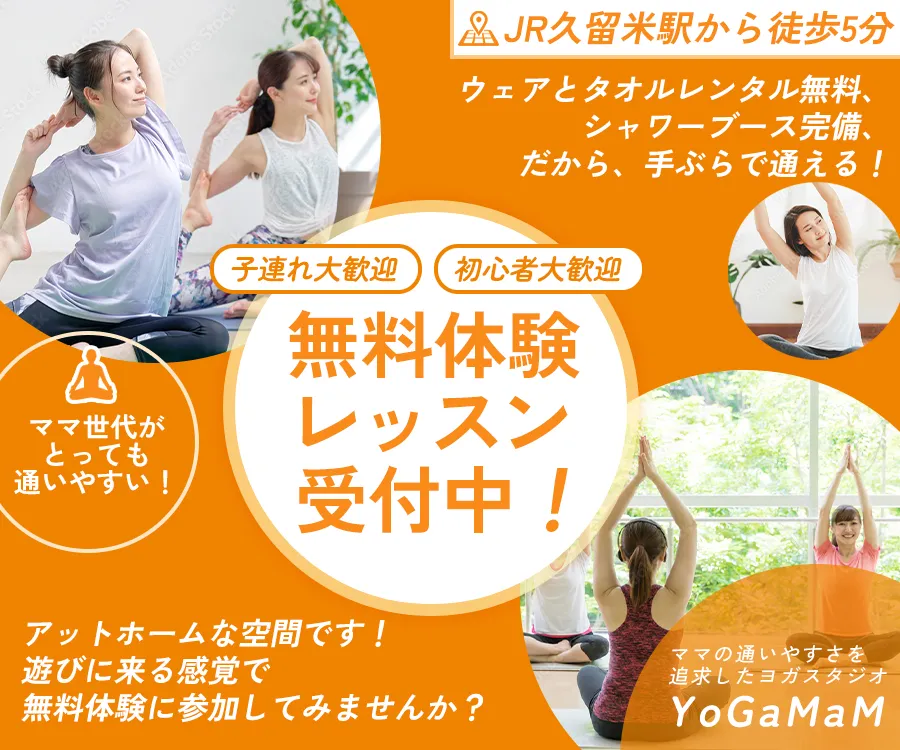 JR久留米駅から徒歩5分
ウェアとタオルレンタル無料、
シャワーブース完備、
だから、手ぶらで通える！
子連れ大歓迎
初心者大歓迎
無料体験
レッスン
受付中！
ママ世代が
とっても
通いやすい！
アットホームな空間です！
遊びに来る感覚で
無料体験に参加してみませんか？
ママの通いやすさを
追求したヨガスタジオ
YoGaMaM